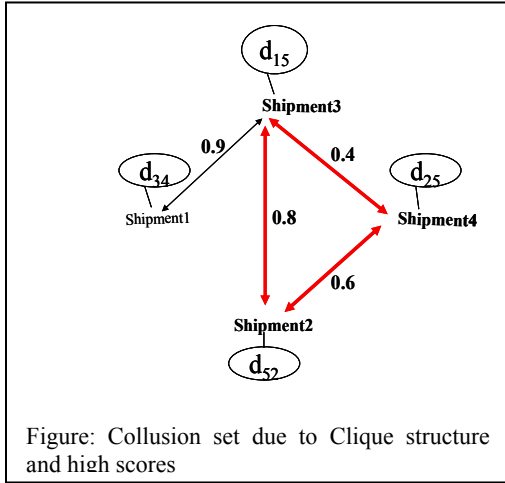 d15
Shipment3
0.9
0.4
d34
d25
Shipment1
0.8
Shipment4
0.6
Shipment2
d52
Figure: Collusion set due to Clique structure
and high scores